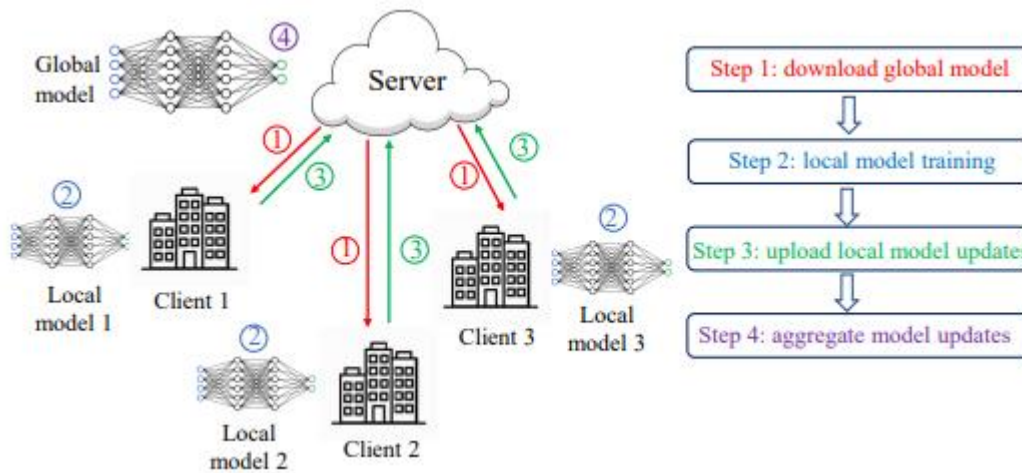 ④
Global
model
Server
Step 1: download global model
①
③
①
③
②
Step 2: local model training
②
①
③
Step 3: upload local model updates
Local
model 1
Client 1
Client 3
Local
model 3
Step 4: aggregate model updates
②
Local
model 2
Client 2